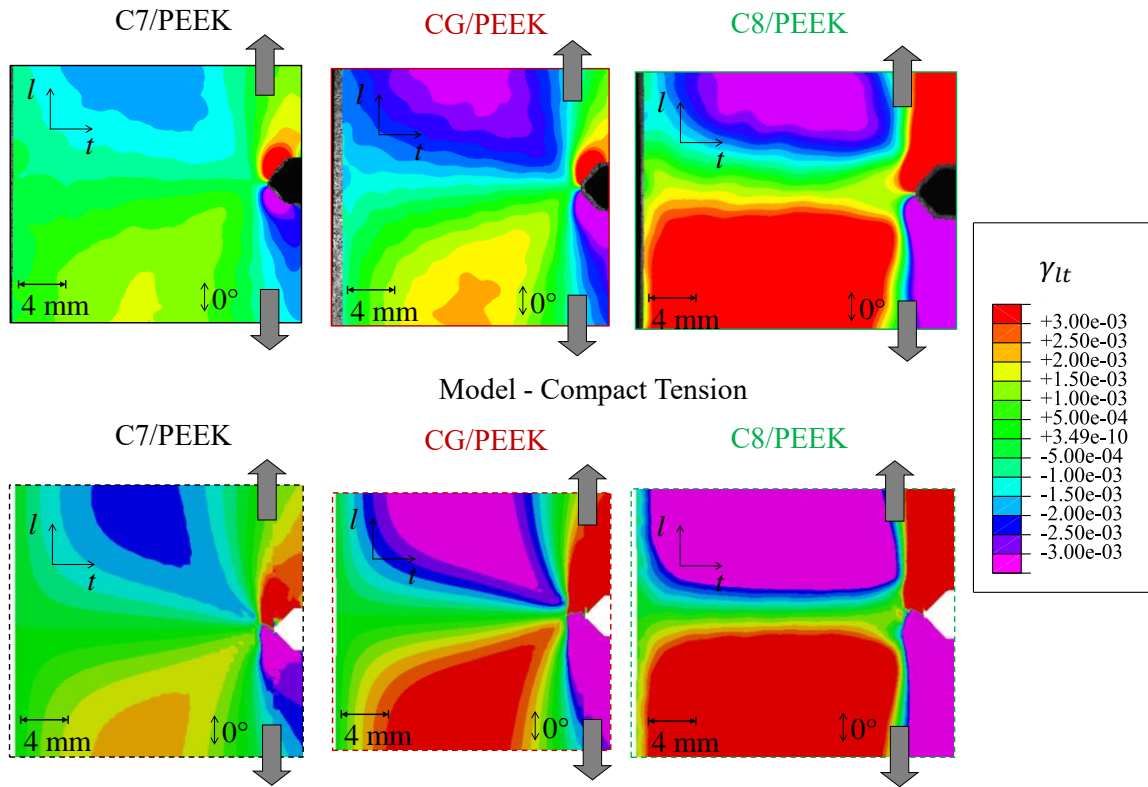 C7/PEEK
CG/PEEK
C8/PEEK
l
t
4 mm
0°
l
t
4 mm
0°
l
t
4 mm
0°
γlt
+3.00e-03
+2.50e-03
+2.00e-03
+1.50e-03
+1.00e-03
+5.00e-04
+3.49e-10
-5.00e-04
-1.00e-03
-1.50e-03
-2.00e-03
-2.50e-03
-3.00e-03
Model - Compact Tension
C7/PEEK
CG/PEEK
C8/PEEK
l
t
4 mm
0°
l
t
4 mm
0°
l
t
4 mm
0°